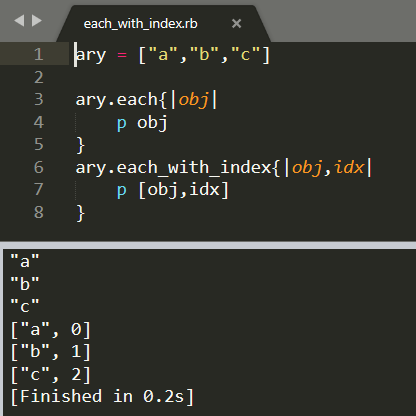 each_with_index.rb ×
1 ary = ["a","b","c"]
2
3 ary.each{|obj|
4     p obj
5 }
6 ary.each_with_index{|obj,idx|
7     p [obj,idx]
8 }
"a"
"b"
"c"
["a", 0]
["b", 1]
["c", 2]
[Finished in 0.2s]